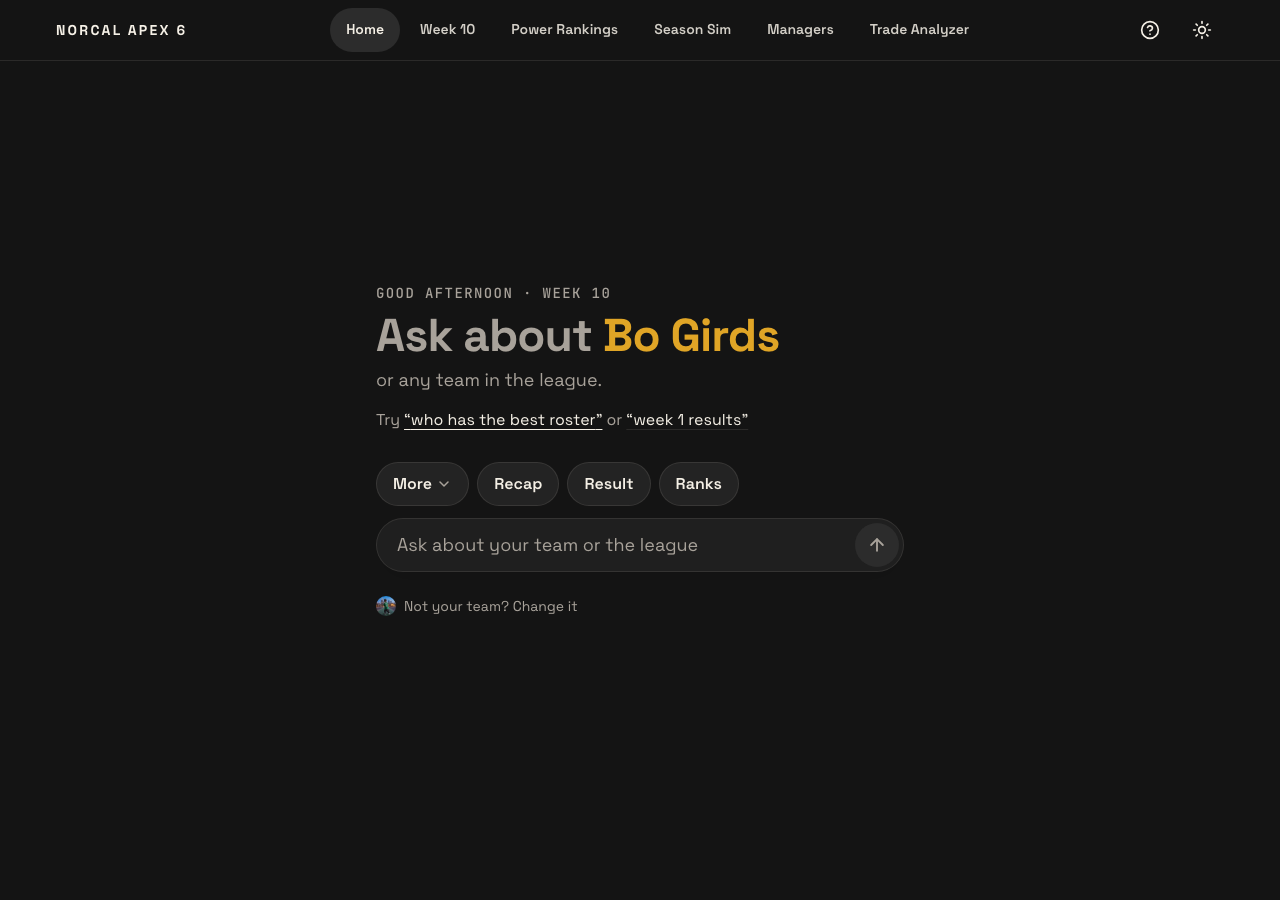 NORCAL APEX 6
Home
Week 10
Power Rankings
Season Sim
Managers
Trade Analyzer
GOOD AFTERNOON · WEEK 10
Ask about Bo Girds
or any team in the league.
Try “who has the best roster” or “week 1 results”
More
Recap
Result
Ranks
Ask about your team or the league
Not your team? Change it